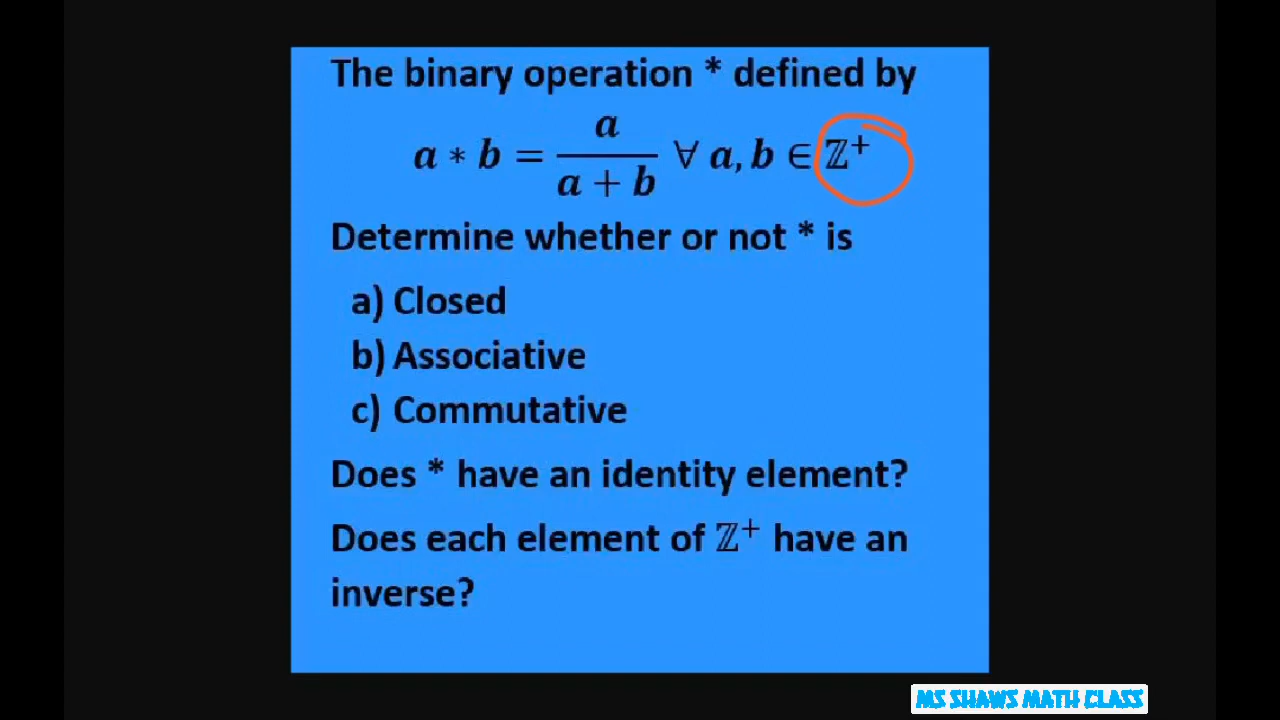 The binary operation * defined by
a * b = a / (a + b) ∀ a, b ∈ ℤ⁺
Determine whether or not * is
a) Closed
b) Associative
c) Commutative
Does * have an identity element?
Does each element of ℤ⁺ have an
inverse?
MS SHAWS MATH CLASS